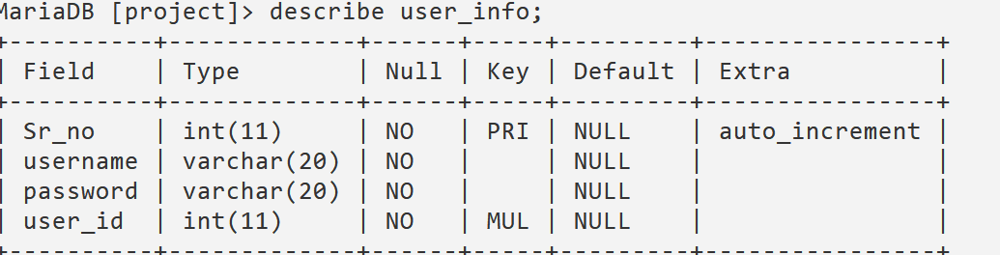 MariaDB [project]> describe user_info;
+----------+-------------+------+-----+---------+----------------+
| Field    | Type        | Null | Key | Default | Extra          |
+----------+-------------+------+-----+---------+----------------+
| Sr_no    | int(11)     | NO   | PRI | NULL    | auto_increment |
| username | varchar(20) | NO   |     | NULL    |                |
| password | varchar(20) | NO   |     | NULL    |                |
| user_id  | int(11)     | NO   | MUL | NULL    |                |
+----------+-------------+------+-----+---------+----------------+